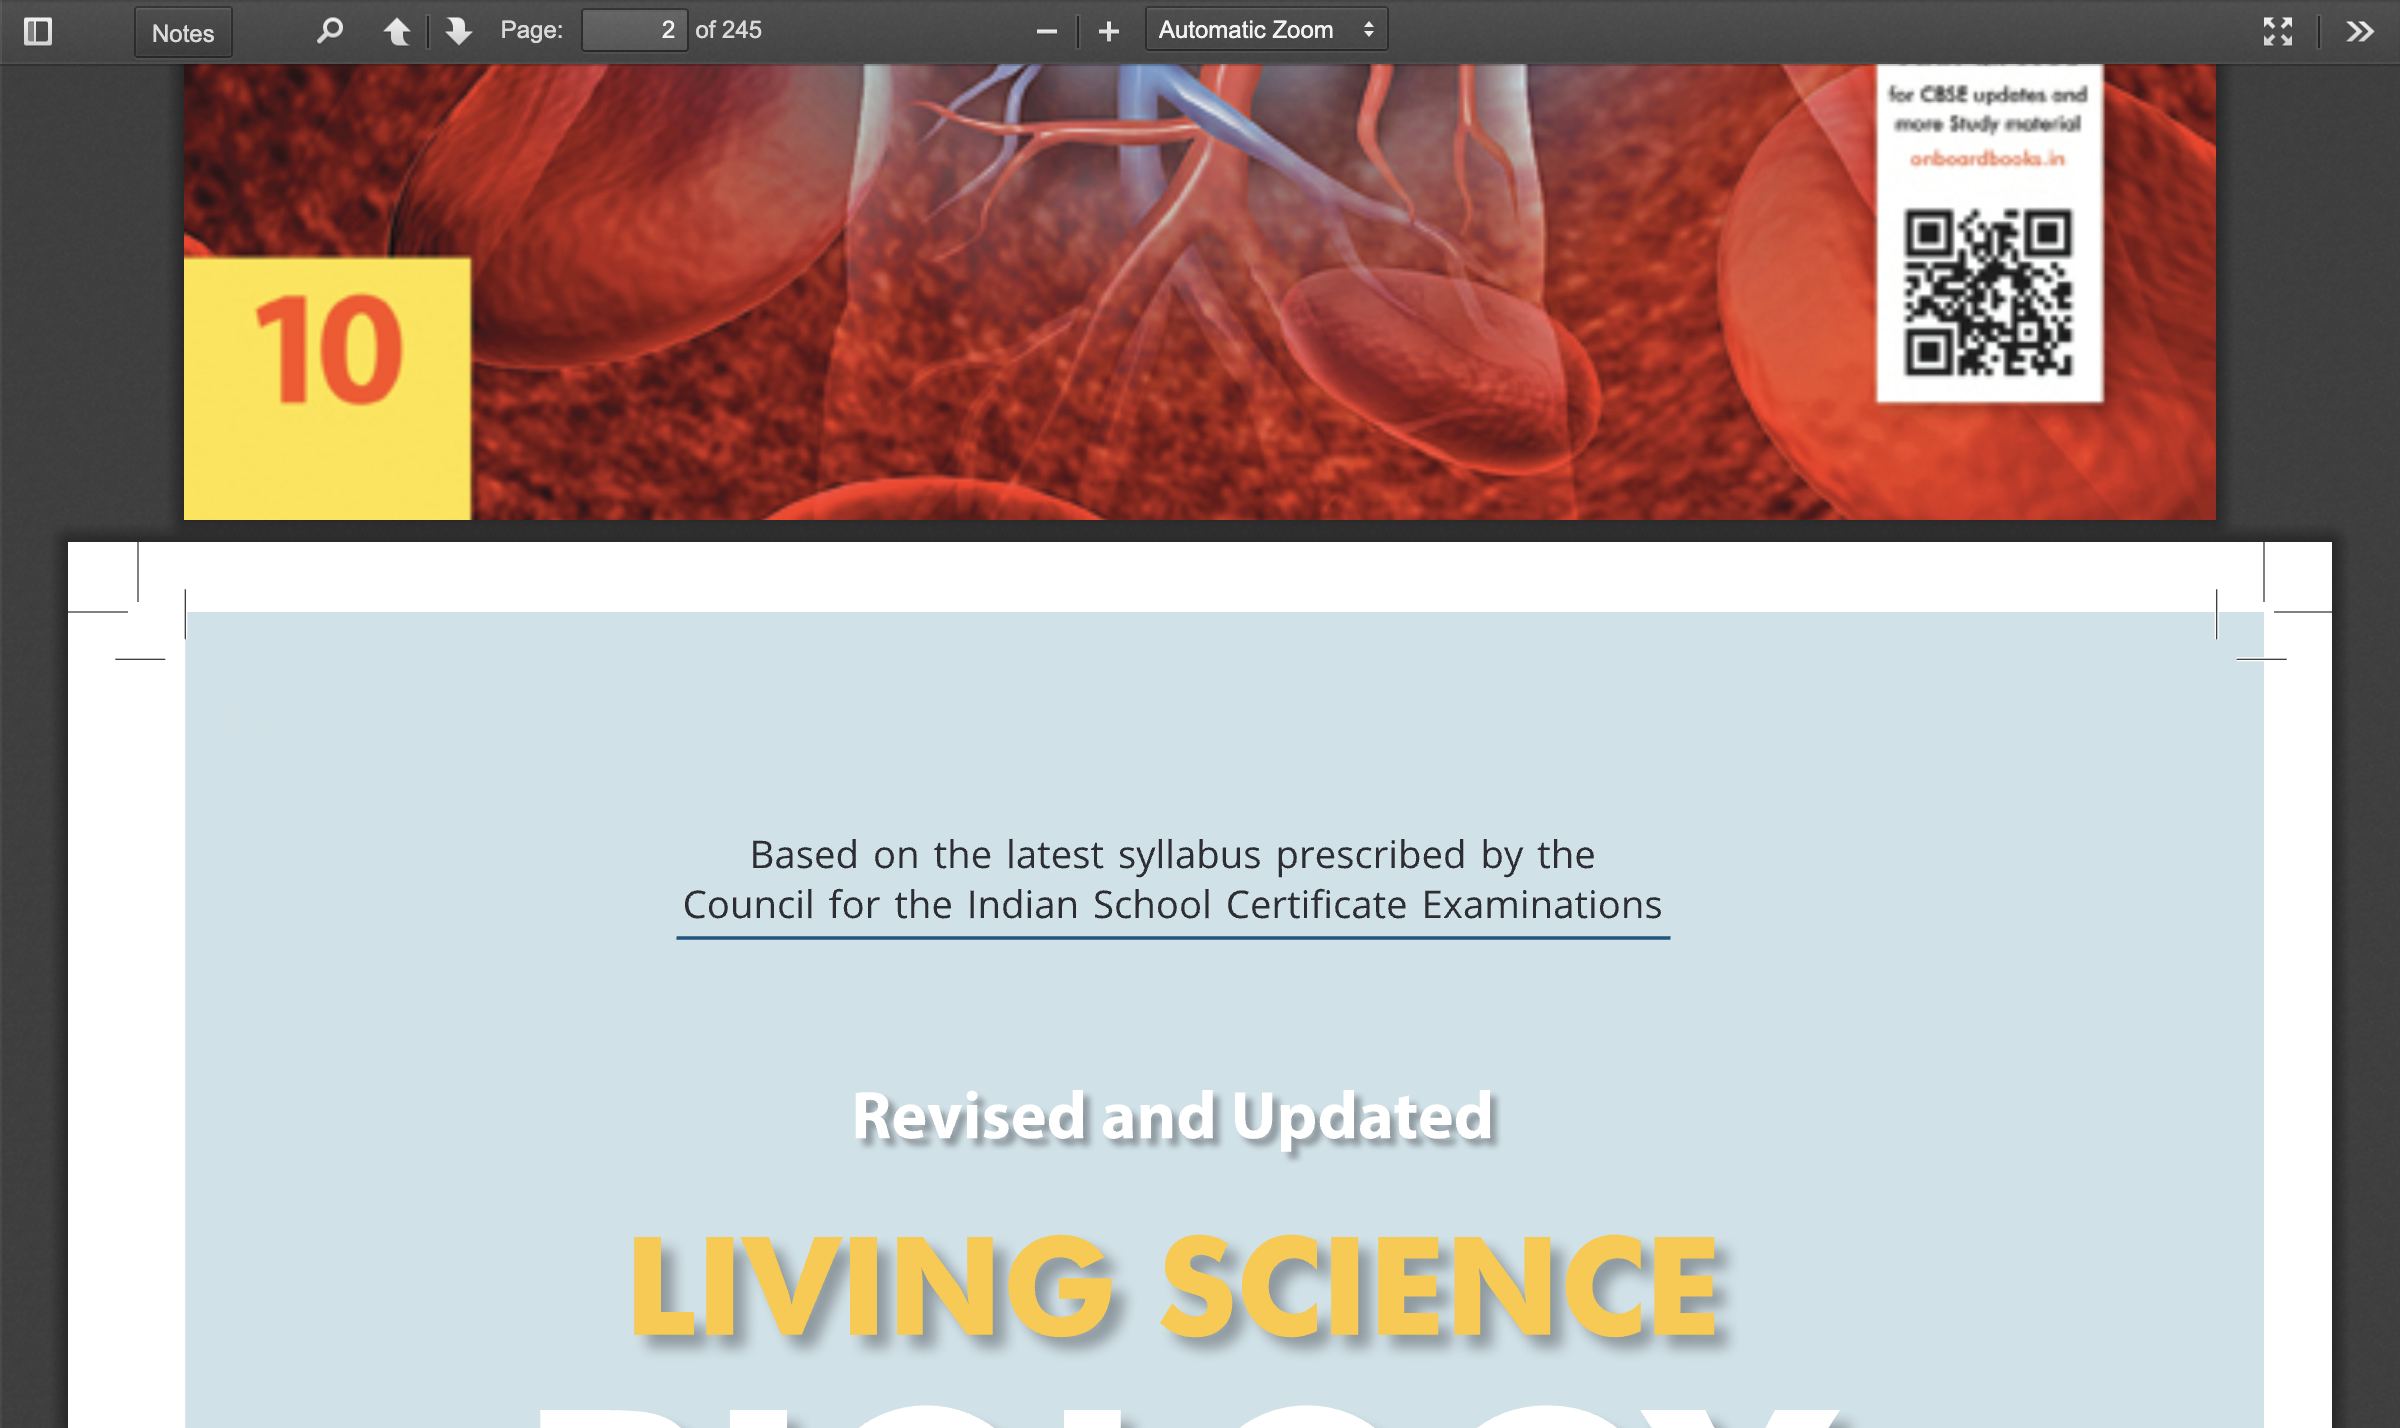 Notes
Page: 2 of 245
Automatic Zoom
for CBSE updates and
more Study material
onboardbooks.in
10
Based on the latest syllabus prescribed by the
Council for the Indian School Certificate Examinations
Revised and Updated
LIVING SCIENCE
BIOLOGY